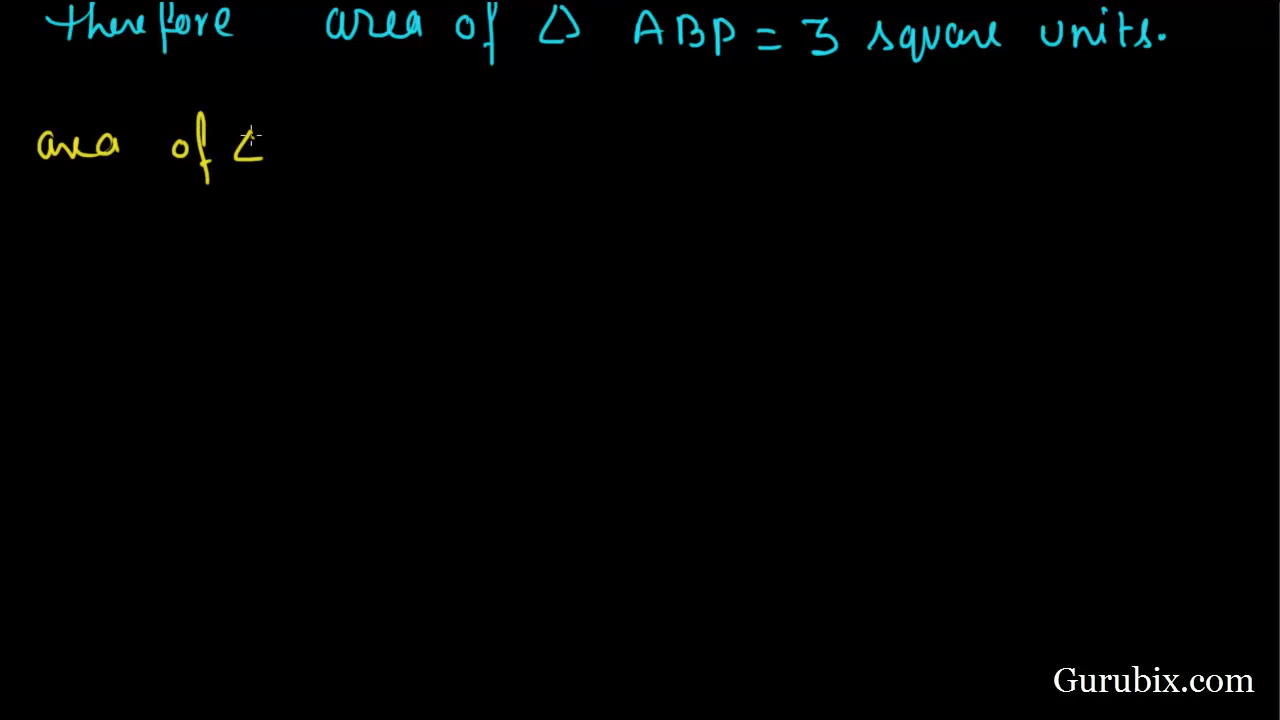 therefore area of △ ABP = 3 square units.
area of ∠
Gurubix.com